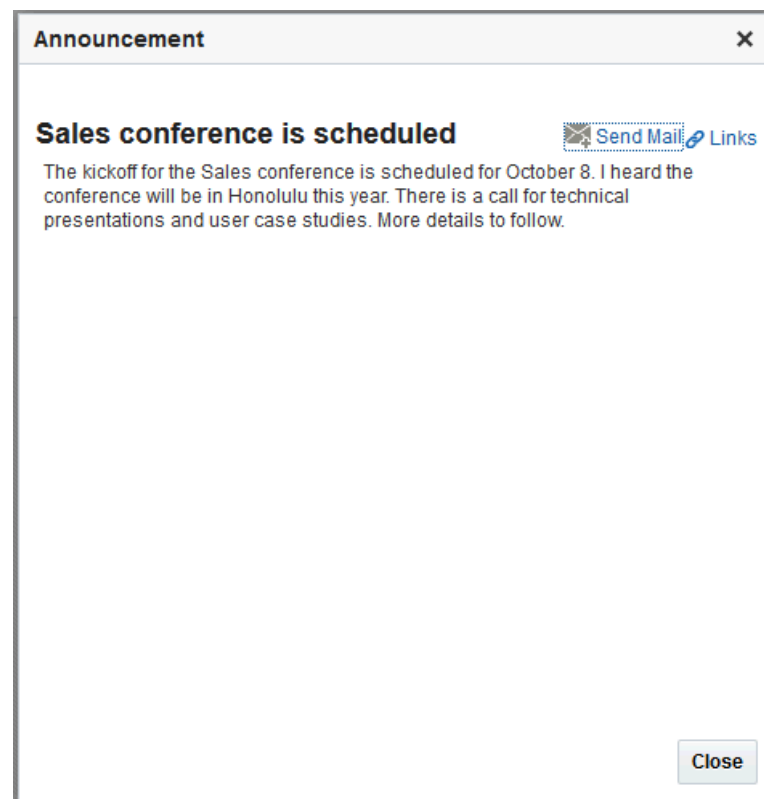 Announcement
Sales conference is scheduled
Send Mail
Links
The kickoff for the Sales conference is scheduled for October 8. I heard the
conference will be in Honolulu this year. There is a call for technical
presentations and user case studies. More details to follow.
Close